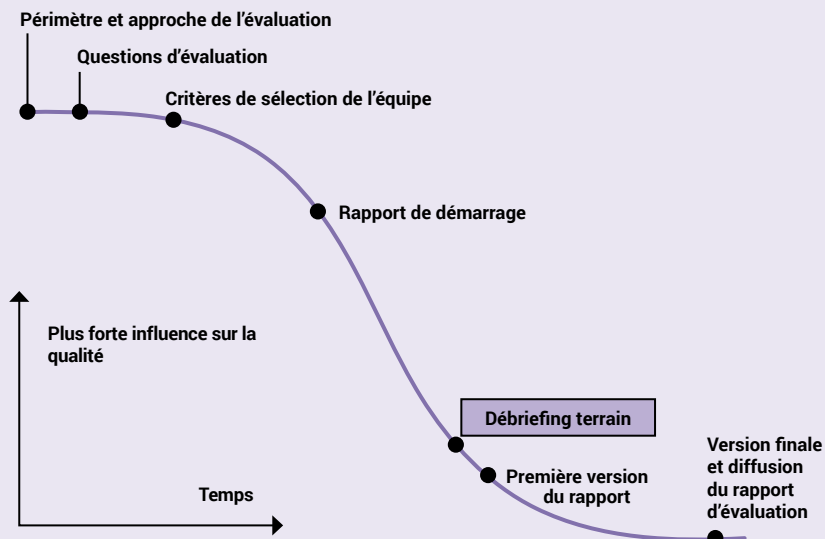 Périmètre et approche de l’évaluation
Questions d’évaluation
Critères de sélection de l’équipe
Rapport de démarrage
Plus forte influence sur la
qualité
Débriefing terrain
Première version
du rapport
Version finale
et diffusion
du rapport
d’évaluation
Temps